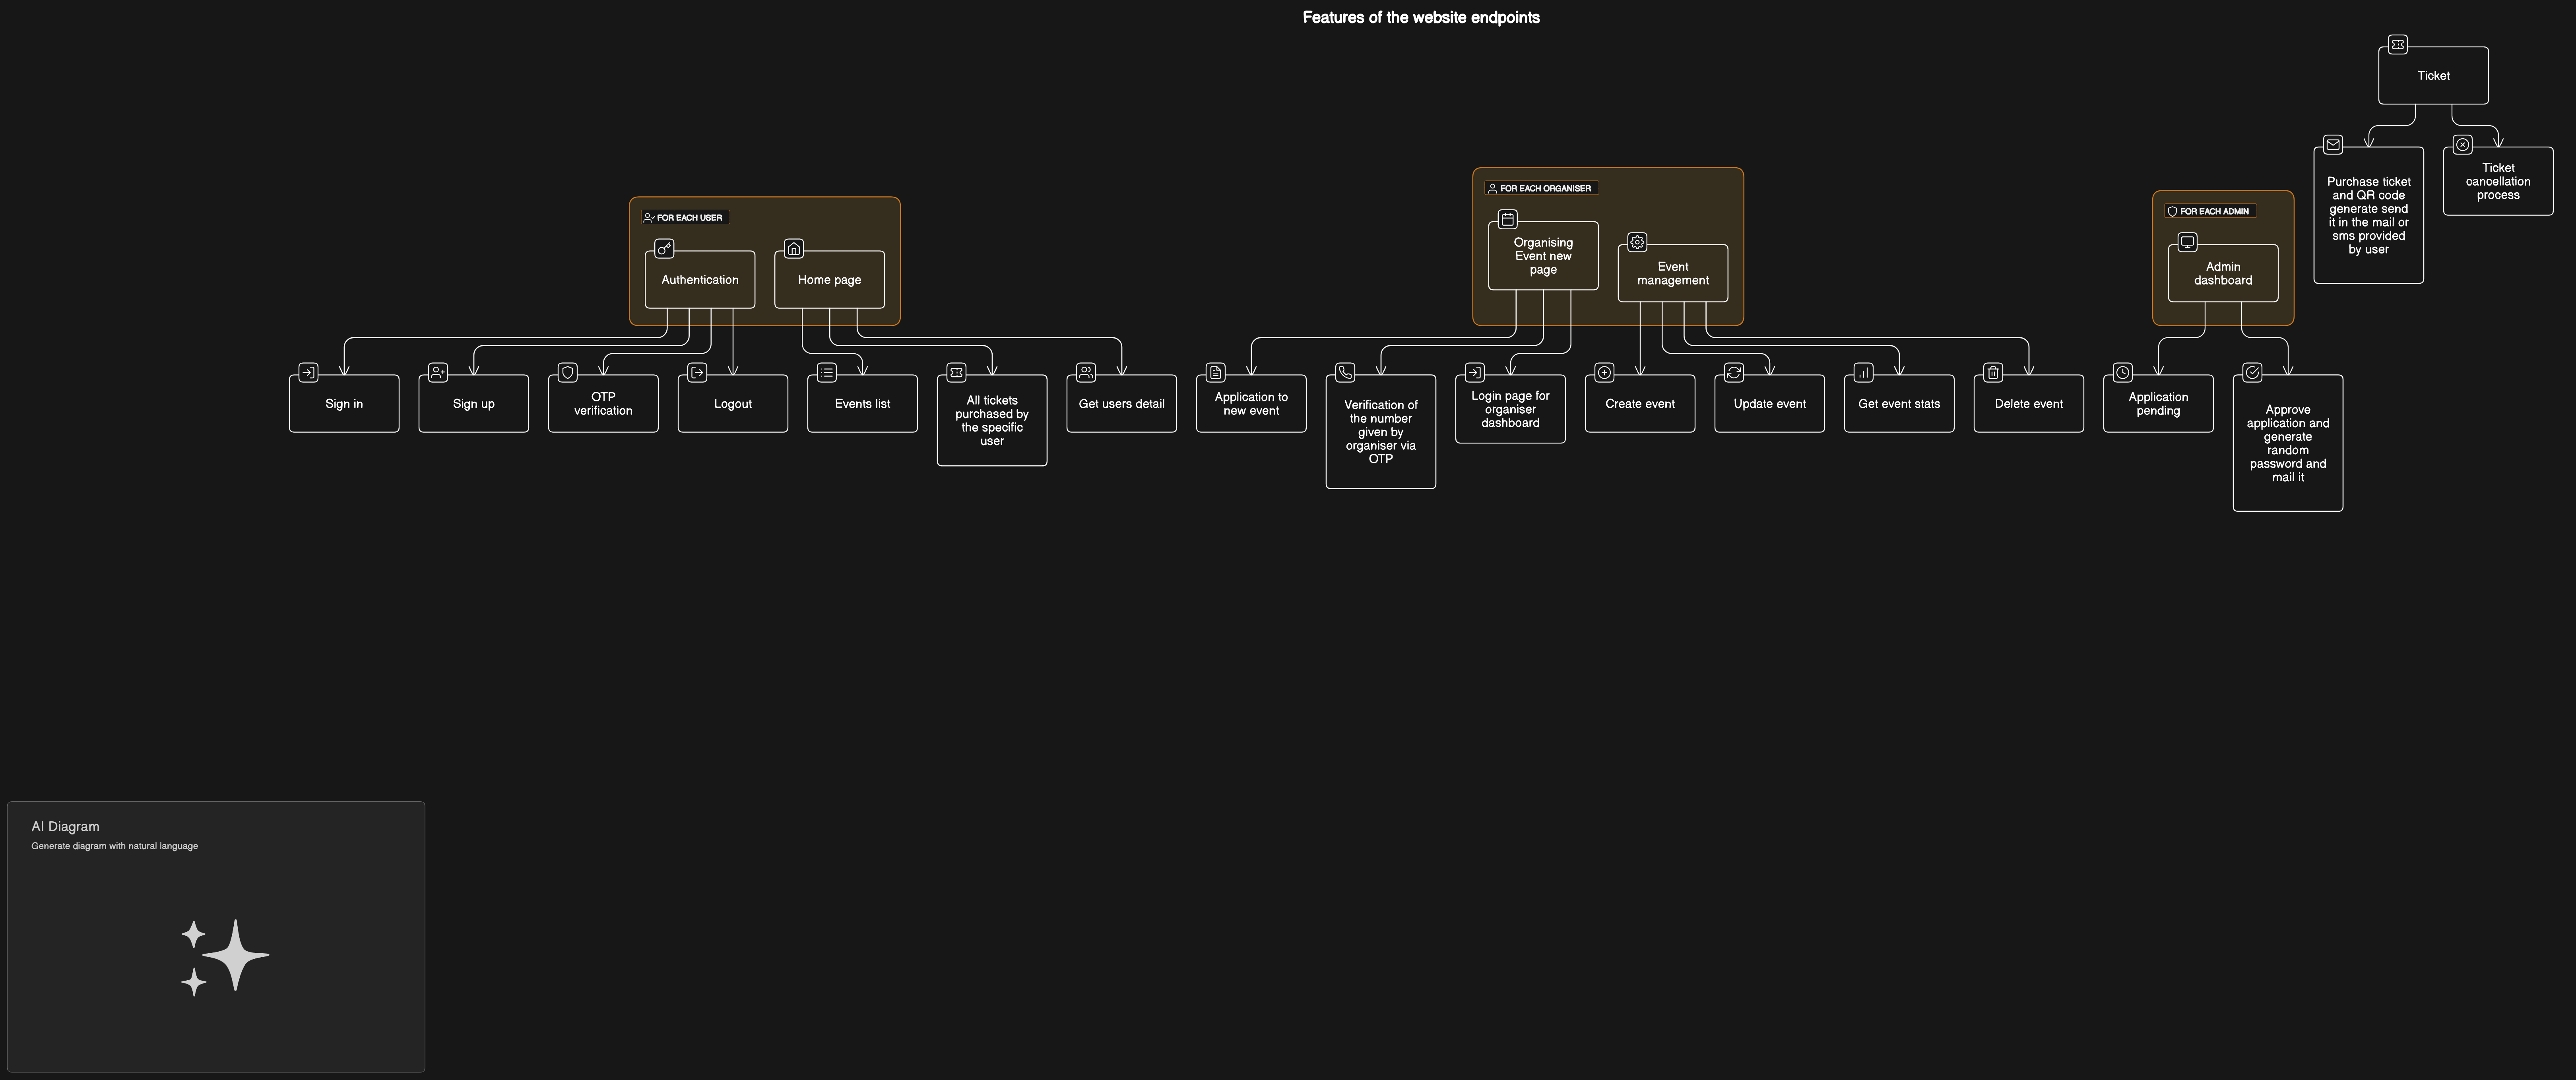 Features of the website endpoints
Ticket
Purchase ticket
and QR code
generate send
it in the mail or
sms provided
by user
Ticket
cancellation
process
FOR EACH USER
Authentication
Home page
FOR EACH ORGANISER
Organising
Event new
page
Event
management
FOR EACH ADMIN
Admin
dashboard
Sign in
Sign up
OTP
verification
Logout
Events list
All tickets
purchased by
the specific
user
Get users detail
Application to
new event
Verification of
the number
given by
organiser via
OTP
Login page for
organiser
dashboard
Create event
Update event
Get event stats
Delete event
Application
pending
Approve
application and
generate
random
password and
mail it
AI Diagram
Generate diagram with natural language